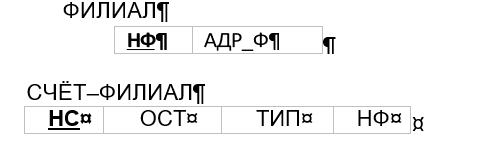 ФИЛИАЛ¶
НФ¶ АДР_Ф¶ ¶
СЧЁТ–ФИЛИАЛ¶
НС¤ ОСТ¤ ТИП¤ НФ¤ ¤